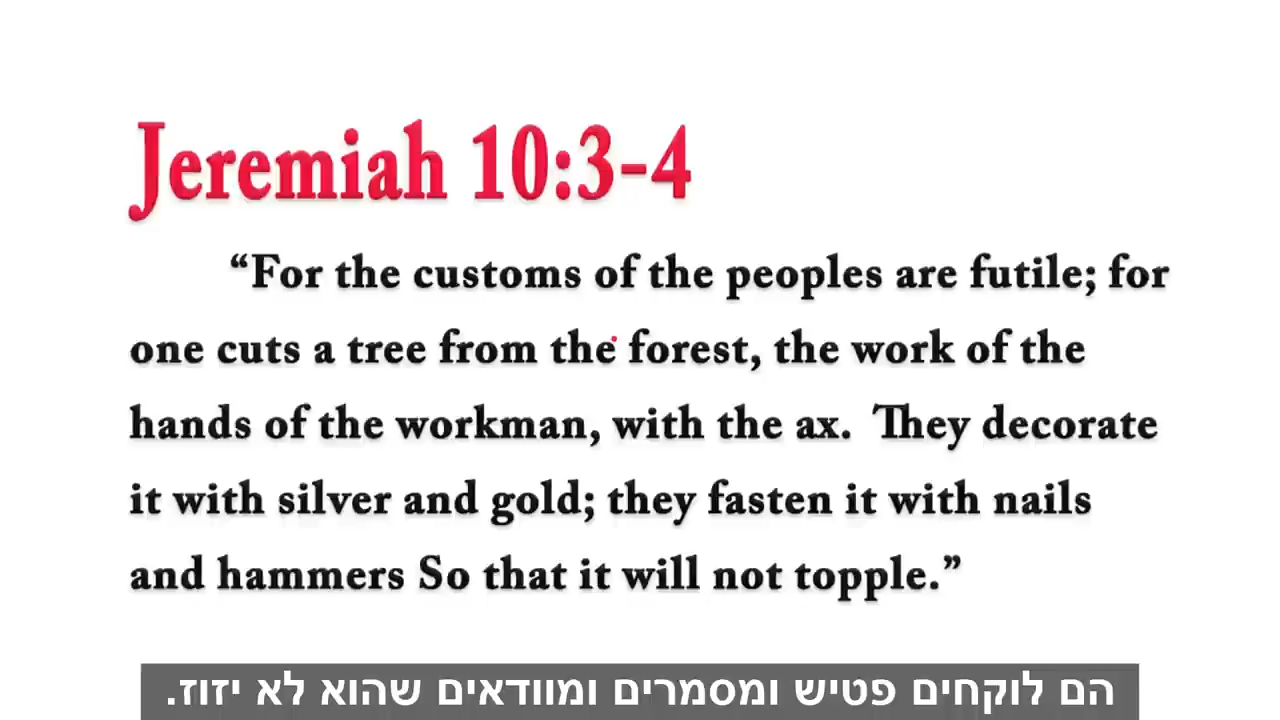 Jeremiah 10:3-4
“For the customs of the peoples are futile; for
one cuts a tree from the forest, the work of the
hands of the workman, with the ax. They decorate
it with silver and gold; they fasten it with nails
and hammers So that it will not topple.”
הם לוקחים פטיש ומסמרים ומוודאים שהוא לא יזוז.